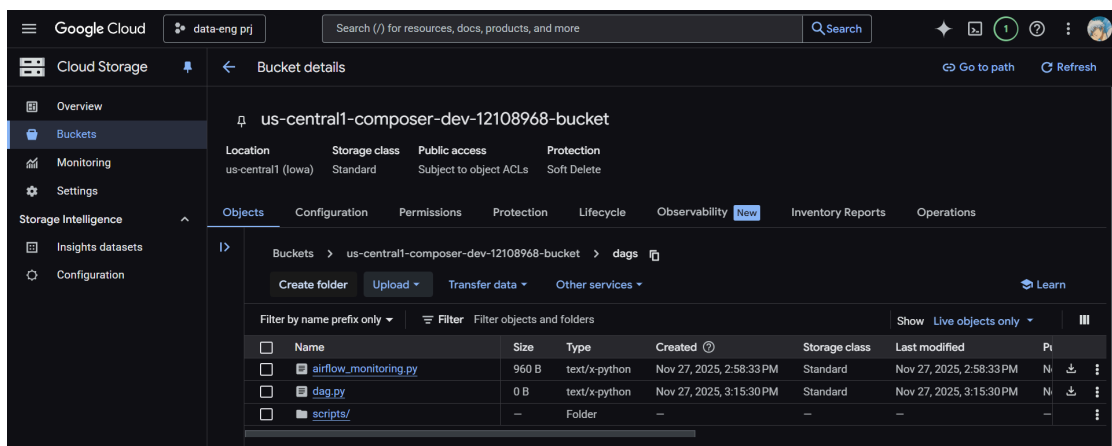 Google Cloud
data-eng prj
Search (/) for resources, docs, products, and more
Search
1
Cloud Storage
Bucket details
Go to path
Refresh
Overview
Buckets
Monitoring
Settings
Storage Intelligence
Insights datasets
Configuration
us-central1-composer-dev-12108968-bucket
Location Storage class Public access Protection
us-central1 (Iowa) Standard Subject to object ACLs Soft Delete
Objects Configuration Permissions Protection Lifecycle Observability New Inventory Reports Operations
Buckets > us-central1-composer-dev-12108968-bucket > dags
Create folder Upload Transfer data Other services Learn
Filter by name prefix only Filter Filter objects and folders Show Live objects only
Name Size Type Created Storage class Last modified
airflow_monitoring.py 960 B text/x-python Nov 27, 2025, 2:58:33 PM Standard Nov 27, 2025, 2:58:33 PM
dag.py 0 B text/x-python Nov 27, 2025, 3:15:30 PM Standard Nov 27, 2025, 3:15:30 PM
scripts/ – Folder – – –